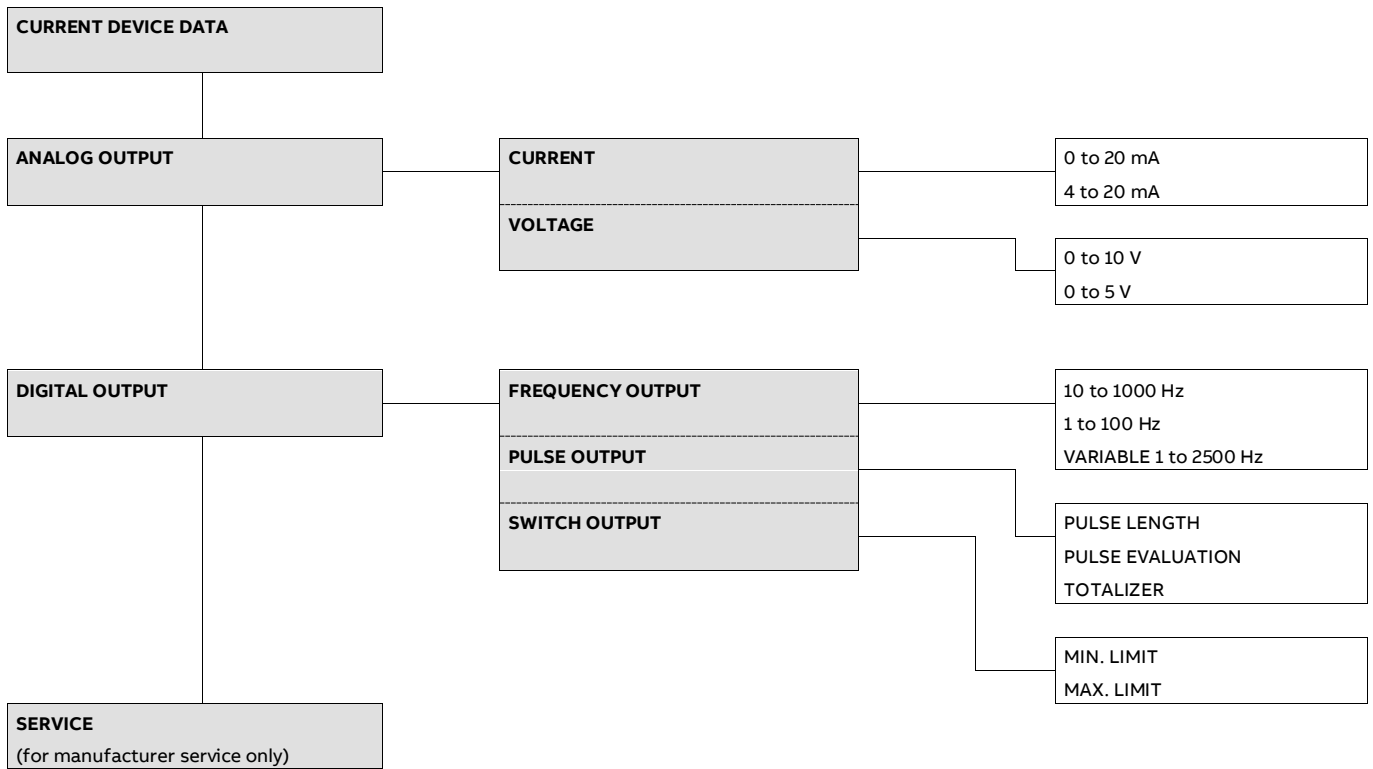 CURRENT DEVICE DATA
ANALOG OUTPUT
CURRENT
0 to 20 mA
4 to 20 mA
VOLTAGE
0 to 10 V
0 to 5 V
DIGITAL OUTPUT
FREQUENCY OUTPUT
10 to 1000 Hz
1 to 100 Hz
VARIABLE 1 to 2500 Hz
PULSE OUTPUT
PULSE LENGTH
PULSE EVALUATION
TOTALIZER
SWITCH OUTPUT
MIN. LIMIT
MAX. LIMIT
SERVICE
(for manufacturer service only)